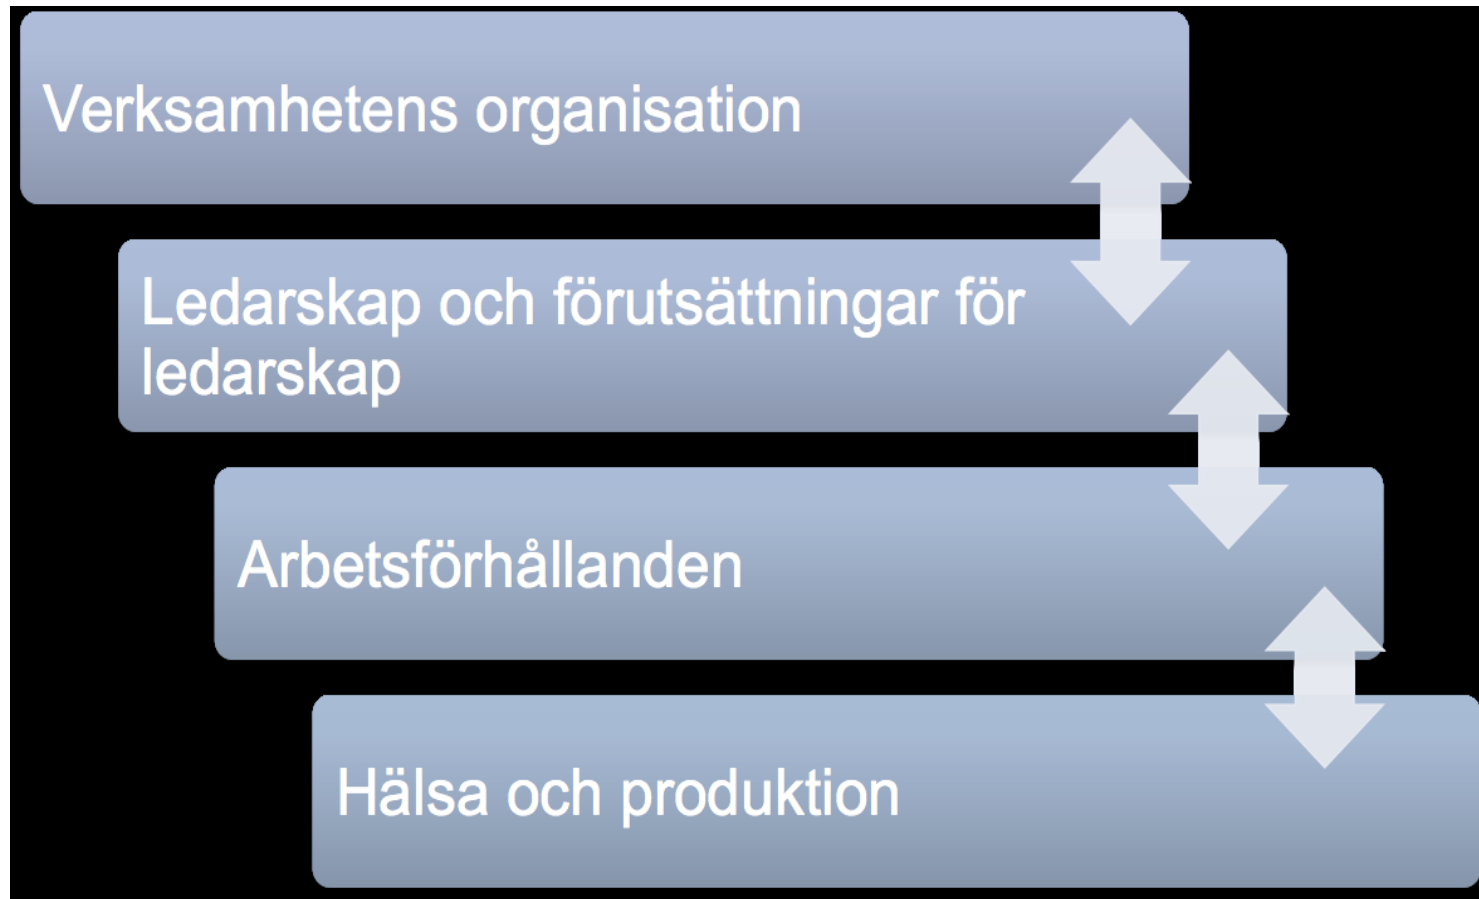 Verksamhetens organisation
Ledarskap och förutsättningar för
ledarskap
Arbetsförhållanden
Hälsa och produktion